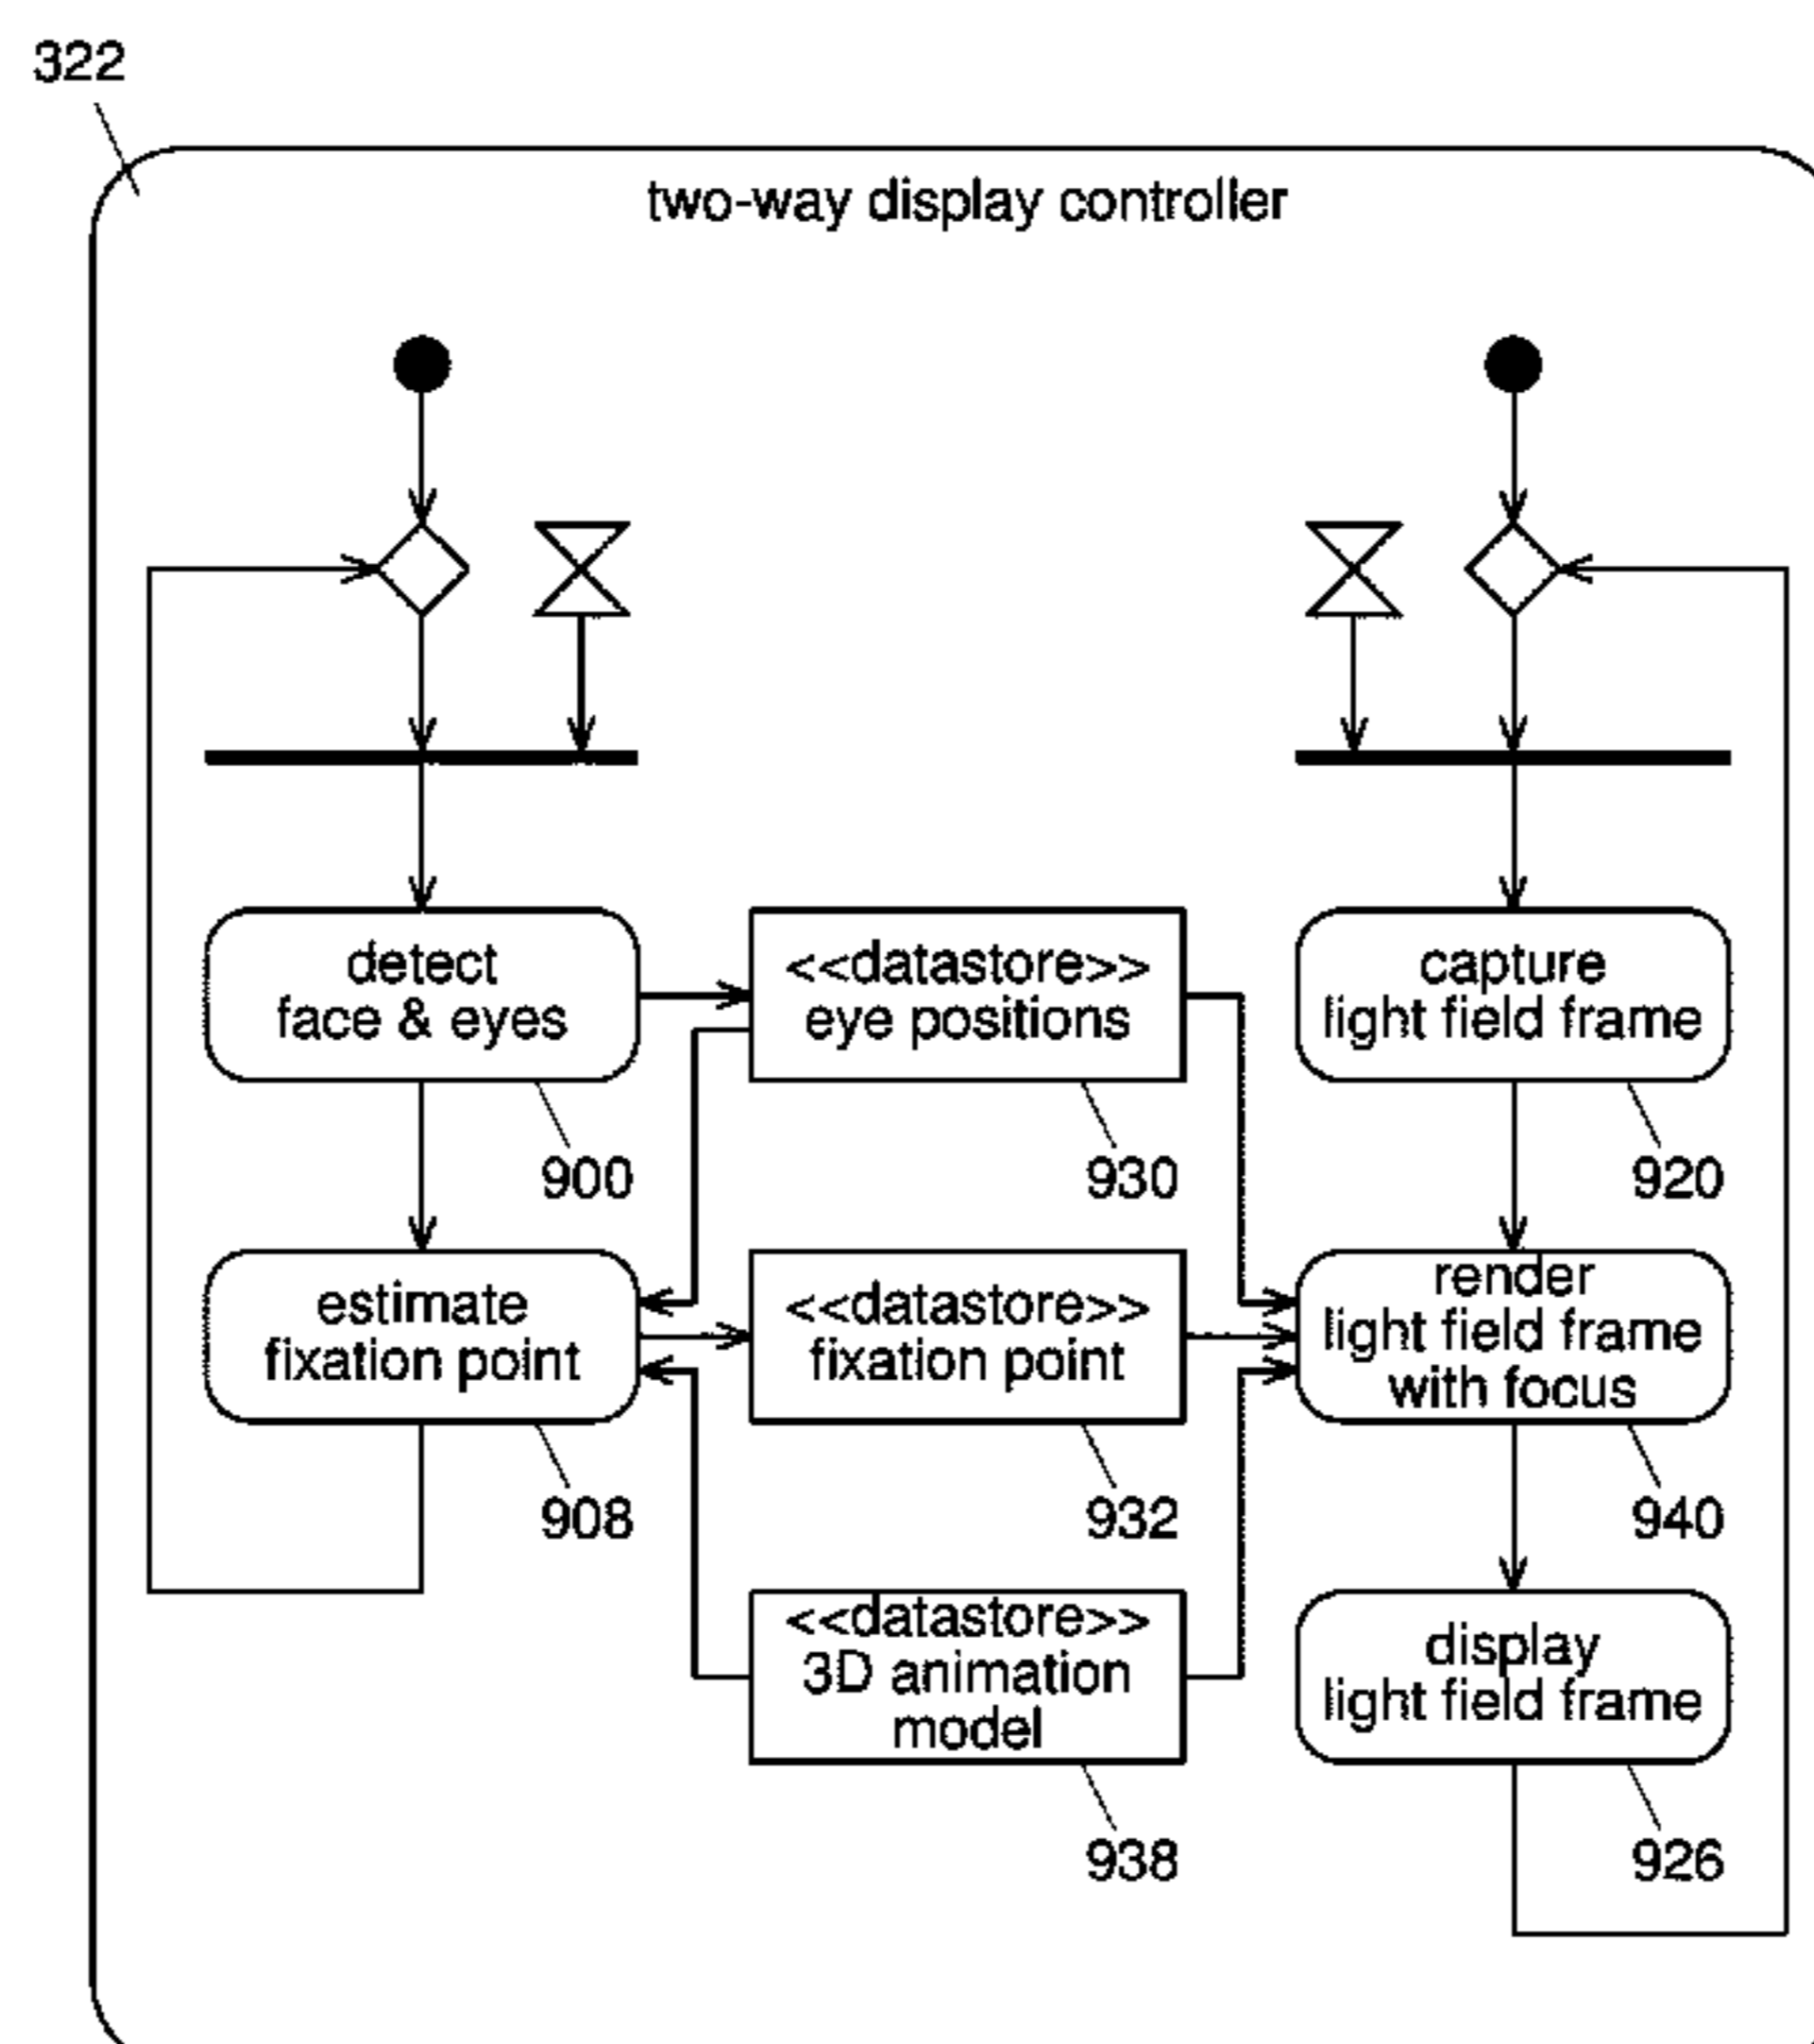 322
two-way display controller
detect
face & eyes
900
<<datastore>>
eye positions
930
capture
light field frame
920
estimate
fixation point
908
<<datastore>>
fixation point
932
render
light field frame
with focus
940
<<datastore>>
3D animation
model
938
display
light field frame
926